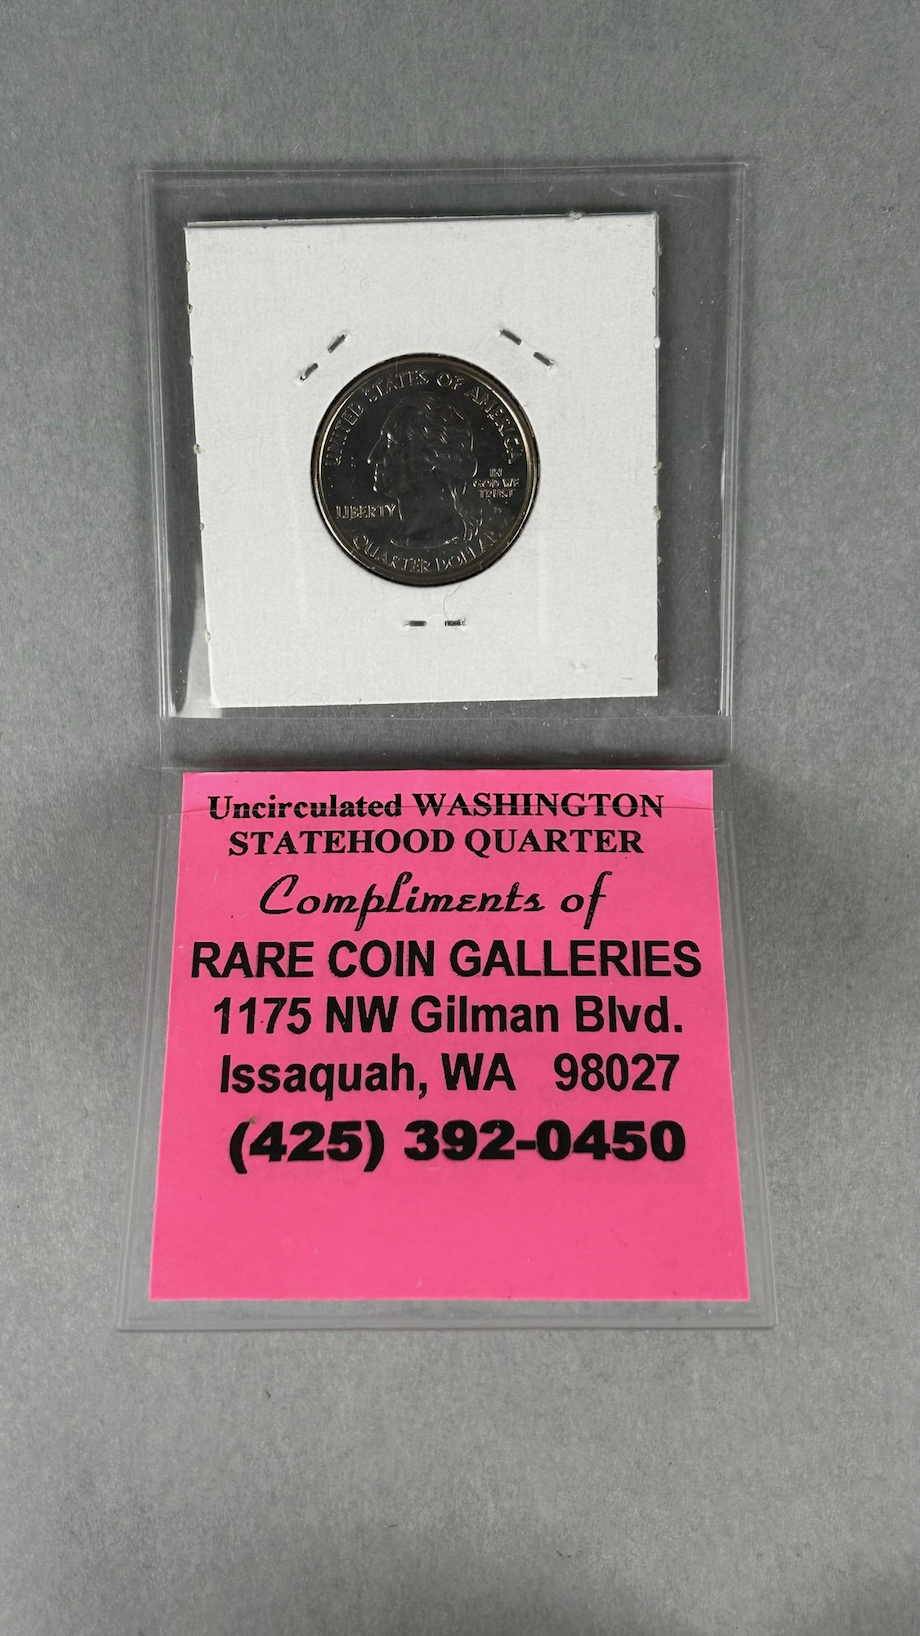 UNITED STATES OF AMERICA
IN
GOD WE
TRUST
LIBERTY
QUARTER DOLLAR
Uncirculated WASHINGTON
STATEHOOD QUARTER
Compliments of
RARE COIN GALLERIES
1175 NW Gilman Blvd.
Issaquah, WA 98027
(425) 392-0450